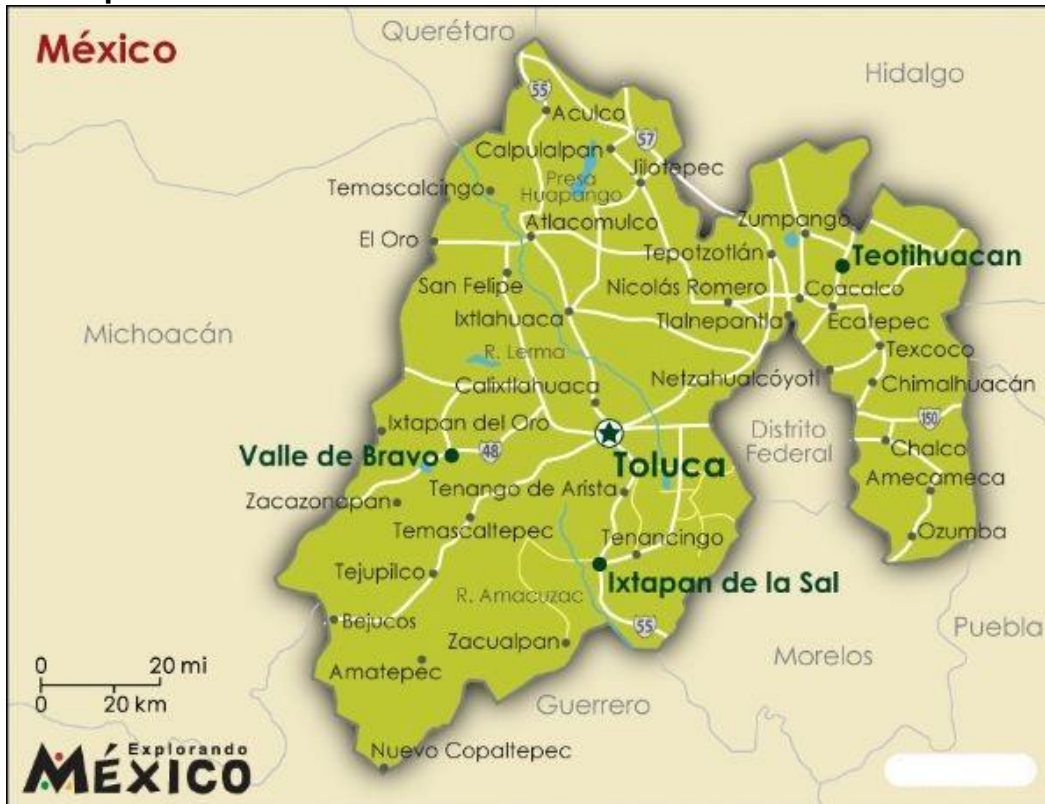 Querétaro
México
Hidalgo
55
Aculco
57
Calpulalpan
Jilotepec
Presa
Huapango
Temascalcingo
Zumpango
Atlacomulco
El Oro
Tepotzotlán
Teotihuacan
San Felipe
Nicolás Romero
Coacalco
Ixtlahuaca
Tlalnepantla
Ecatepec
Michoacán
Texcoco
R. Lerma
Netzahualcóyotl
Calixtlahuaca
Chimalhuacán
150
Ixtapan del Oro
Distrito
Federal
Valle de Bravo
48
Toluca
Chalco
Amecameca
Tenango de Arista
Zacazonapan
Temascaltepec
Tenancingo
Ozumba
Tejupilco
Ixtapan de la Sal
R. Amacuzac
Bejucos
55
Puebla
Zacualpan
Morelos
Amatepec
0 20 mi
0 20 km
Guerrero
Nuevo Copaltepec
Explorando
MÉXICO